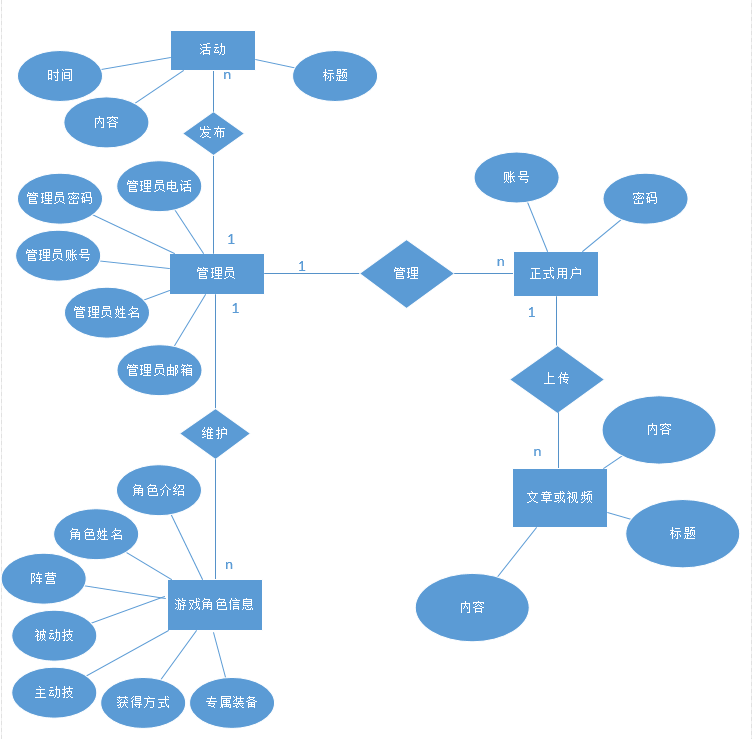 活动
n
时间
标题
内容
发布
管理员电话
管理员密码
账号
密码
1
管理员账号
管理员
1
管理
n
正式用户
1
1
管理员姓名
管理员邮箱
上传
维护
内容
n
角色介绍
文章或视频
角色姓名
标题
n
阵营
游戏角色信息
内容
被动技
主动技
获得方式
专属装备